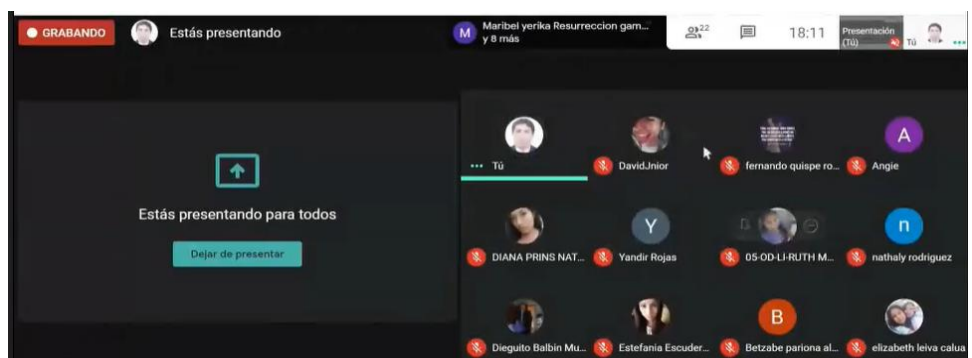 GRABANDO
Estás presentando
M
Maribel yerika Resurreccion gam...
y 8 más
22
18:11
Presentación
(Tú)
Tú
Estás presentando para todos
Dejar de presentar
Tú
DavidJnior
fernando quispe ro...
A
Angie
DIANA PRINS NAT...
Y
Yandir Rojas
05-OD-LI-RUTH M...
n
nathaly rodriguez
Dieguito Balbin Mu...
Estefania Escuder...
B
Betzabe pariona al...
elizabeth leiva calua